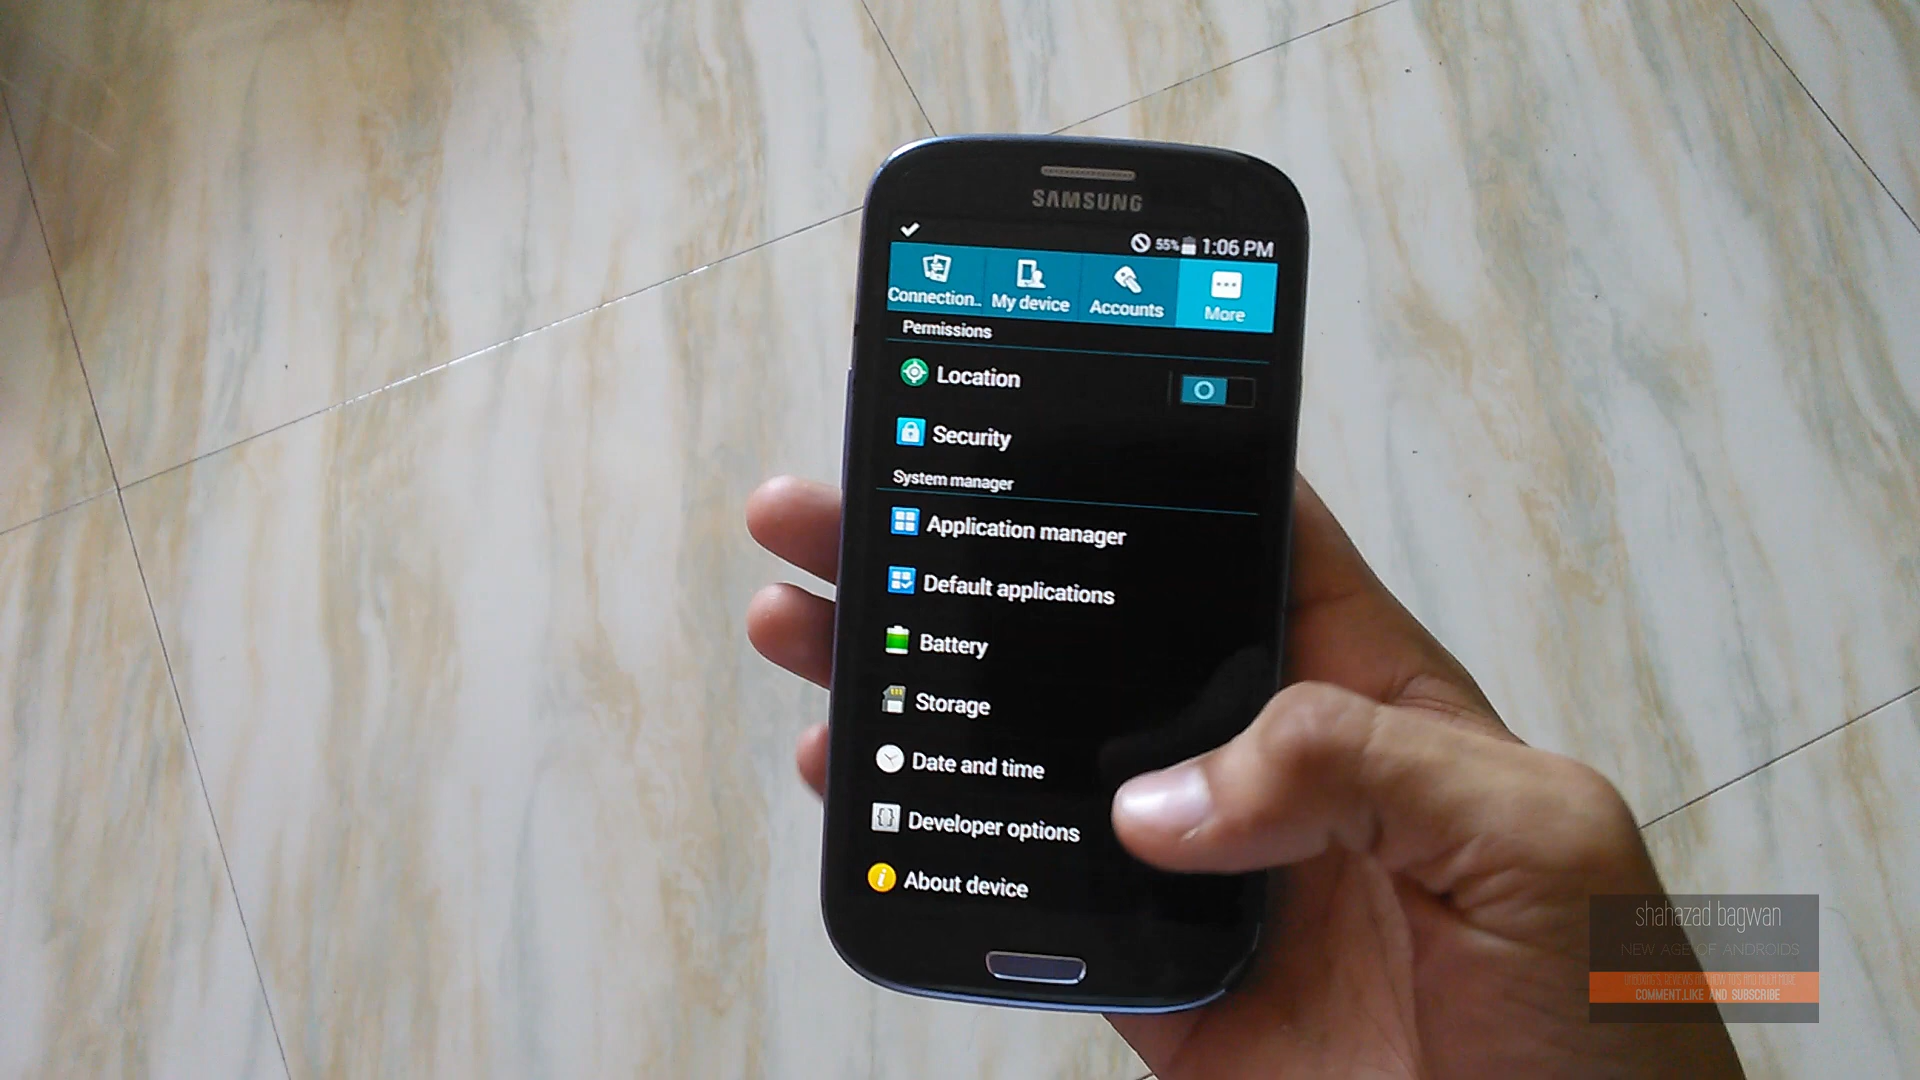 SAMSUNG
55% 1:06 PM
Connection.. My device Accounts More
Permissions
Location
Security
System manager
Application manager
Default applications
Battery
Storage
Date and time
Developer options
About device
shahazad bagwan
NEW AGE OF ANDROIDS
COMMENT,LIKE AND SUBSCRIBE